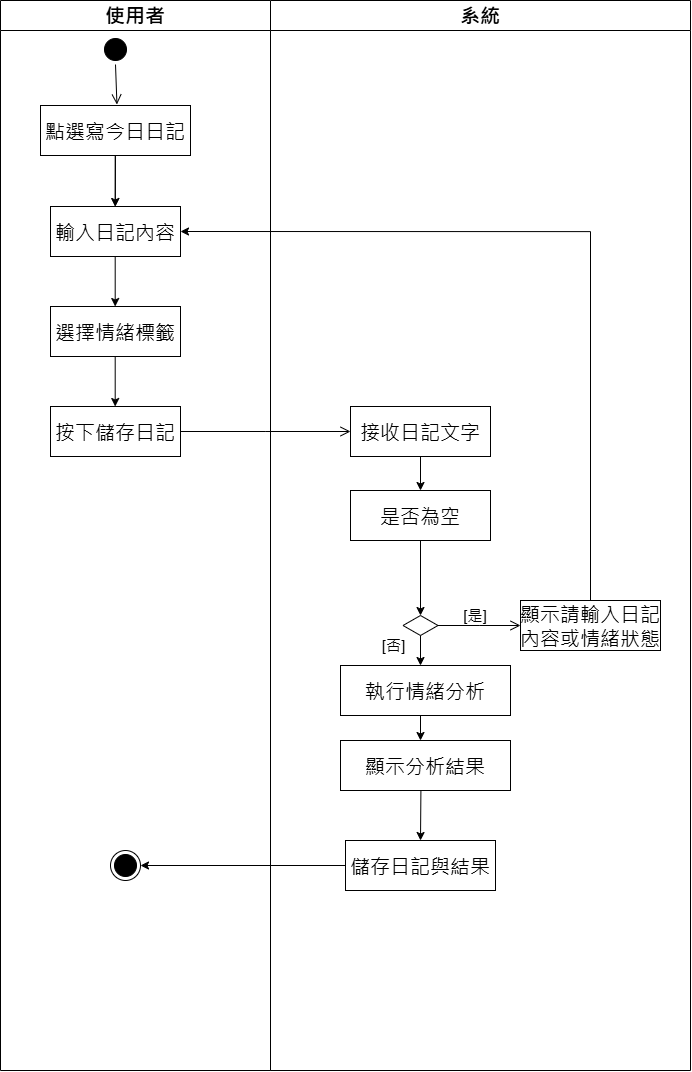 使用者
系統
點選寫今日日記
輸入日記內容
選擇情緒標籤
按下儲存日記
接收日記文字
是否為空
[是]
顯示請輸入日記
內容或情緒狀態
[否]
執行情緒分析
顯示分析結果
儲存日記與結果